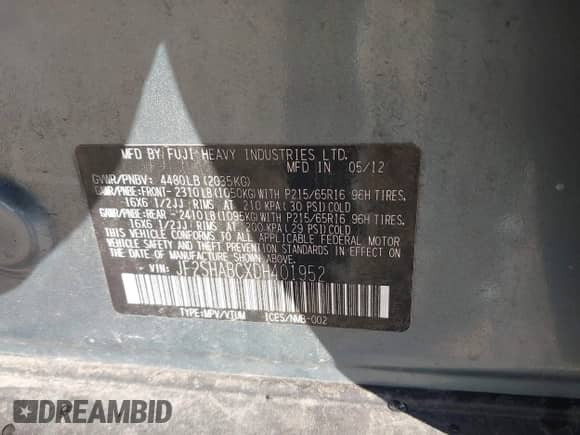 MFD BY FUJI HEAVY INDUSTRIES LTD.
MFD IN 05/12
GVWR/PNBV: 4480LB(2035KG)
GAWR/PNBE:FRONT-2310LB(1050KG)WITH P215/65R16 96H TIRES.
16X6 1/2JJ RIMS AT 210 KPA(30 PSI)COLD
GAWR/PNBE:REAR -2410LB(1095KG)WITH P215/65R16 96H TIRES.
16X6 1/2JJ RIMS AT 200 KPA(29 PSI)COLD
THIS VEHICLE CONFORMS TO ALL APPLICABLE FEDERAL MOTOR
VEHICLE SAFETY AND BUMPER STANDARDS IN EFFECT ON
THE DATE OF MANUFACTURE SHOWN ABOVE.
VIN: JF2SHABCXDH401952
TYPE:MPV/VTUM ICES/NMB-002
DREAMBID